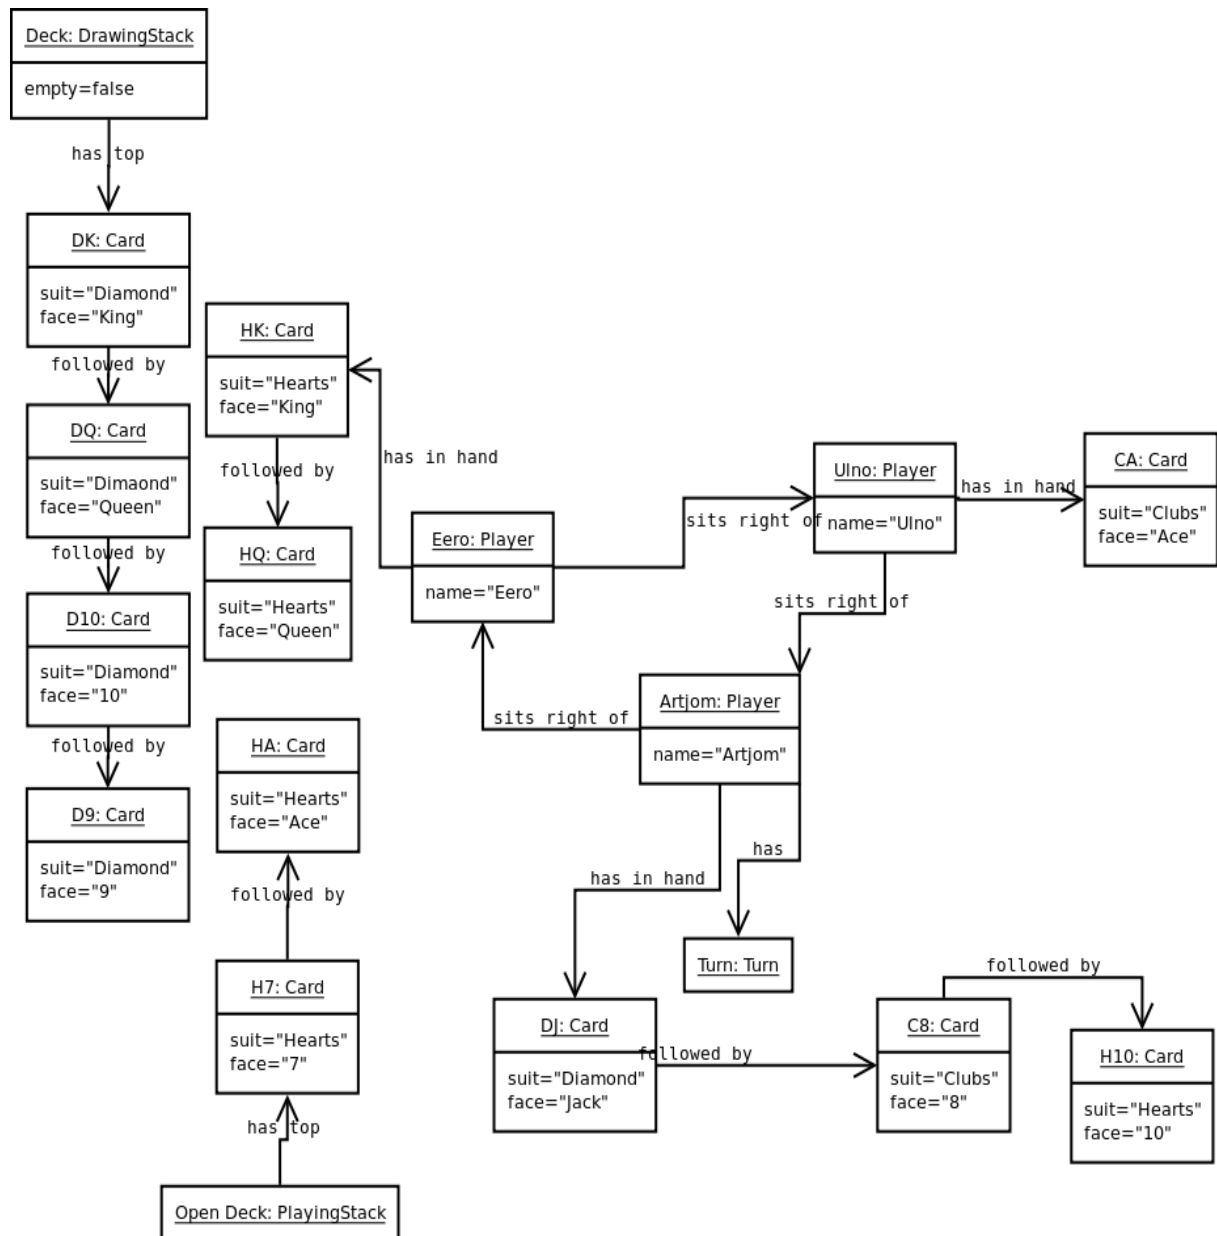 Deck: DrawingStack
empty=false
has top
DK: Card
suit="Diamond"
face="King"
followed by
DQ: Card
suit="Dimaond"
face="Queen"
followed by
D10: Card
suit="Diamond"
face="10"
followed by
D9: Card
suit="Diamond"
face="9"
HK: Card
suit="Hearts"
face="King"
followed by
HQ: Card
suit="Hearts"
face="Queen"
has in hand
Eero: Player
name="Eero"
sits right of
Ulno: Player
name="Ulno"
has in hand
CA: Card
suit="Clubs"
face="Ace"
sits right of
Artjom: Player
name="Artjom"
sits right of
has
Turn: Turn
has in hand
DJ: Card
suit="Diamond"
face="Jack"
followed by
C8: Card
suit="Clubs"
face="8"
followed by
H10: Card
suit="Hearts"
face="10"
HA: Card
suit="Hearts"
face="Ace"
followed by
H7: Card
suit="Hearts"
face="7"
has top
Open Deck: PlayingStack